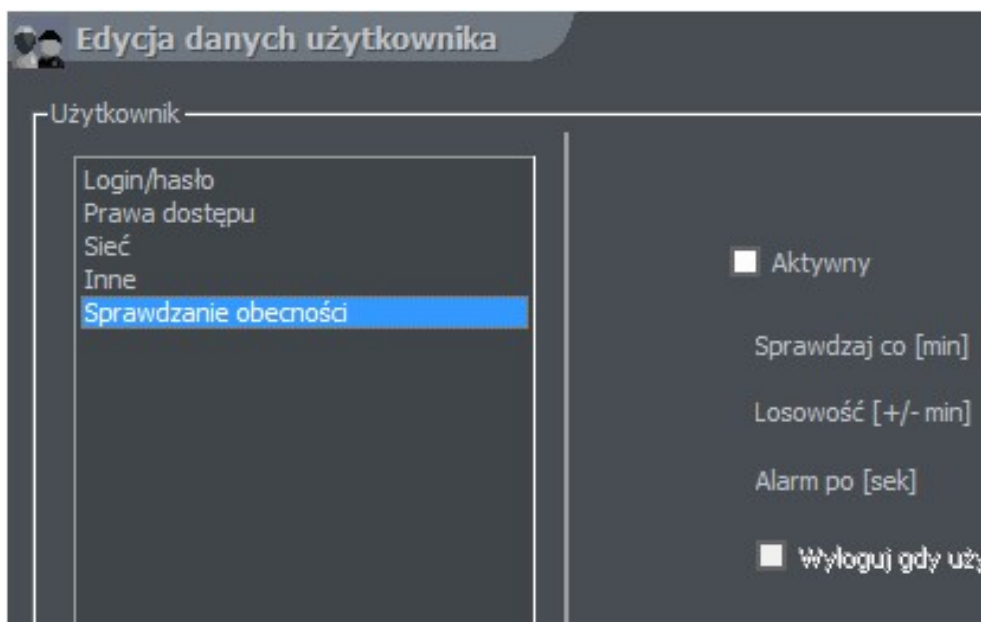 Edycja danych użytkownika
Użytkownik
Login/hasło
Prawa dostępu
Sieć
Inne
Sprawdzanie obecności
Aktywny
Sprawdzaj co [min]
Losowość [+/- min]
Alarm po [sek]
Wyloguj gdy